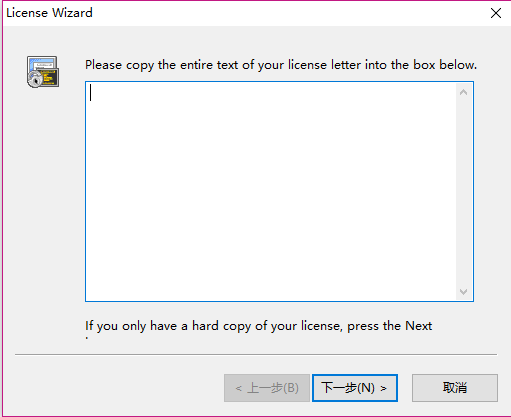 License Wizard
Please copy the entire text of your license letter into the box below.
If you only have a hard copy of your license, press the Next
< 上一步(B)
下一步(N) >
取消